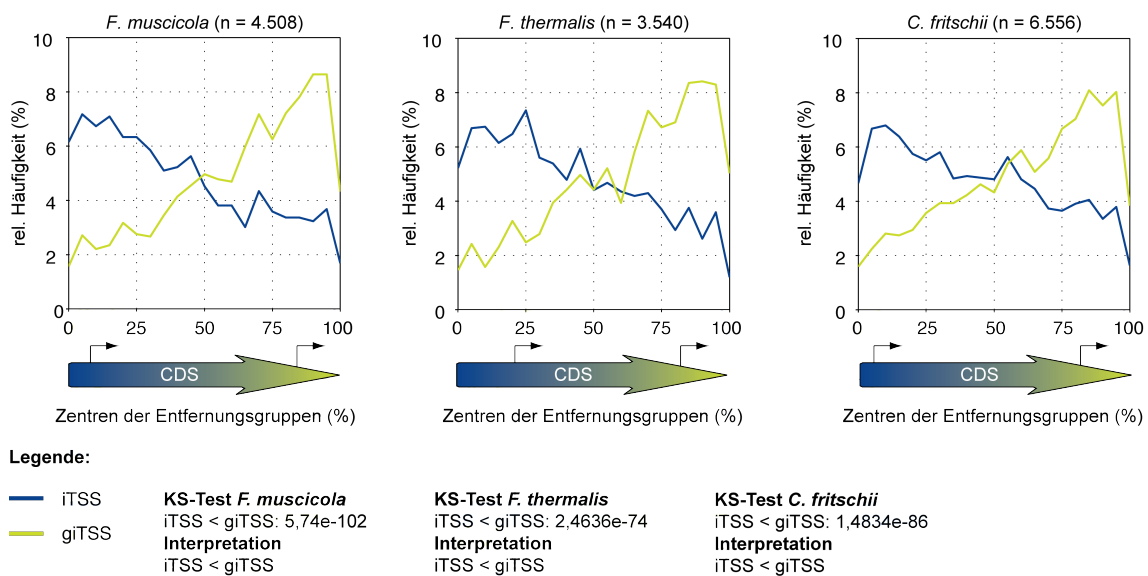 F. muscicola (n = 4.508)
F. thermalis (n = 3.540)
C. fritschii (n = 6.556)
rel. Häufigkeit (%)
10
8
6
4
2
0
0 25 50 75 100
CDS
Zentren der Entfernungsgruppen (%)
rel. Häufigkeit (%)
10
8
6
4
2
0
0 25 50 75 100
CDS
Zentren der Entfernungsgruppen (%)
rel. Häufigkeit (%)
10
8
6
4
2
0
0 25 50 75 100
CDS
Zentren der Entfernungsgruppen (%)
Legende:
iTSS
giTSS
KS-Test F. muscicola
iTSS < giTSS: 5,74e-102
Interpretation
iTSS < giTSS
KS-Test F. thermalis
iTSS < giTSS: 2,4636e-74
Interpretation
iTSS < giTSS
KS-Test C. fritschii
iTSS < giTSS: 1,4834e-86
Interpretation
iTSS < giTSS